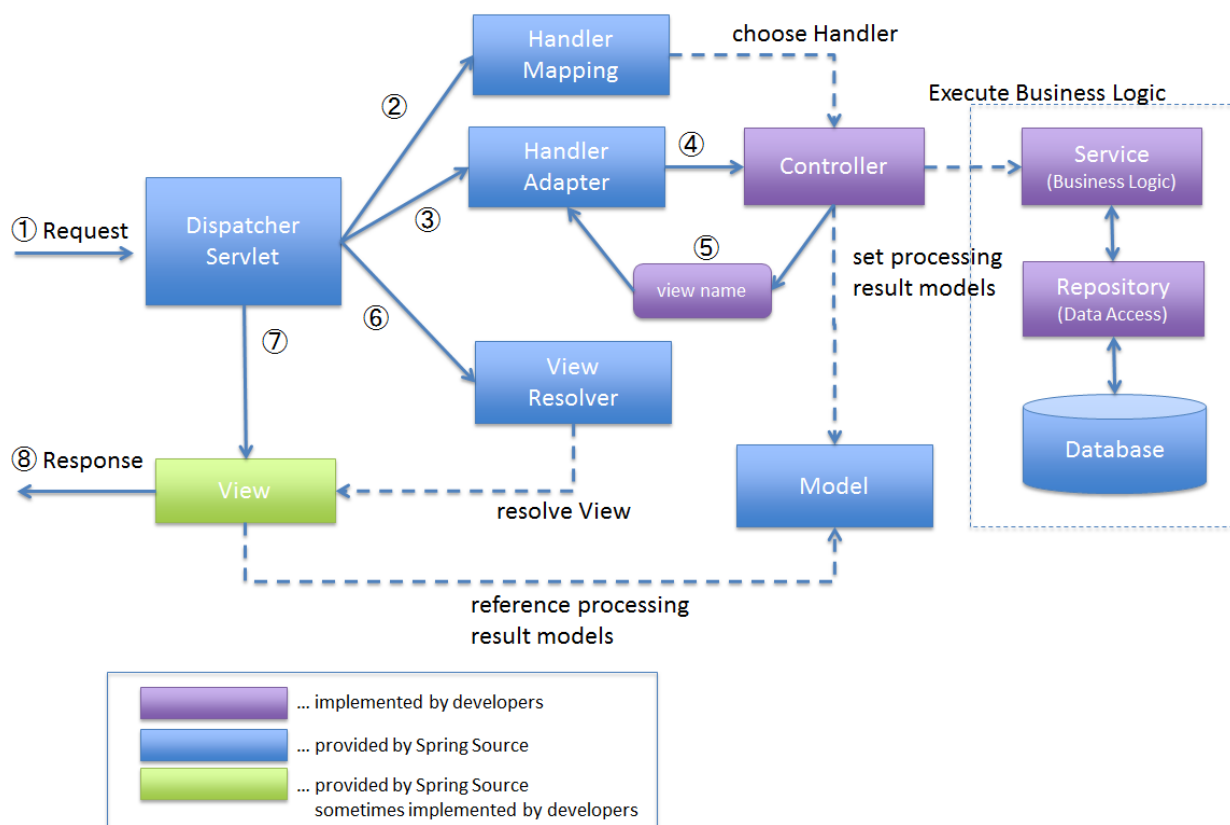 choose Handler
Handler
Mapping
②
Execute Business Logic
Handler
Adapter
④
Controller
Service
(Business Logic)
① Request
Dispatcher
Servlet
③
⑤
view name
set processing
result models
Repository
(Data Access)
⑥
⑦
View
Resolver
Database
⑧ Response
View
resolve View
Model
reference processing
result models
... implemented by developers
... provided by Spring Source
... provided by Spring Source
sometimes implemented by developers